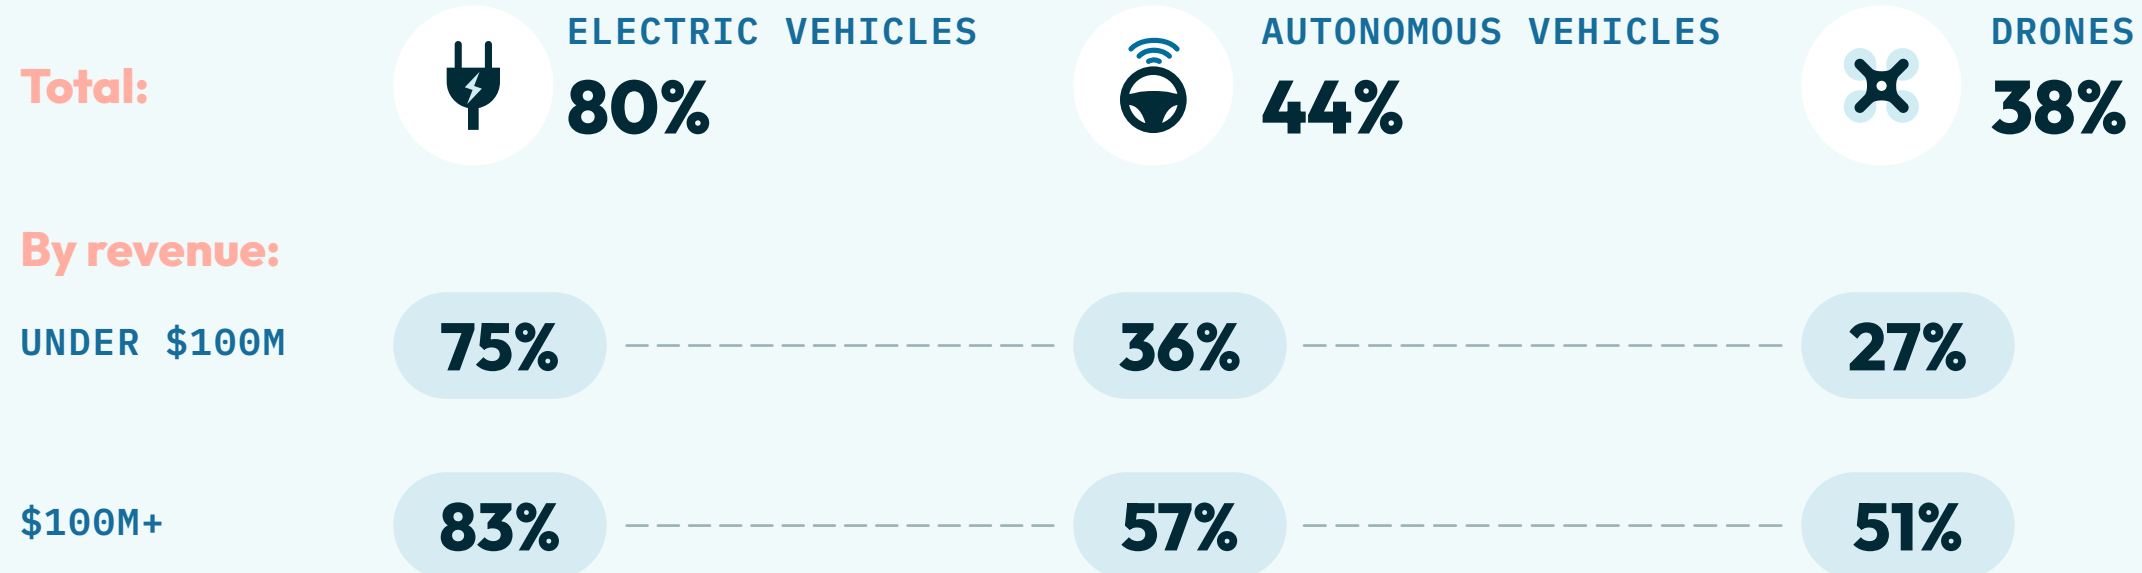 Total:
ELECTRIC VEHICLES
80%
AUTONOMOUS VEHICLES
44%
DRONES
38%
By revenue:
UNDER $100M
75%
36%
27%
$100M+
83%
57%
51%